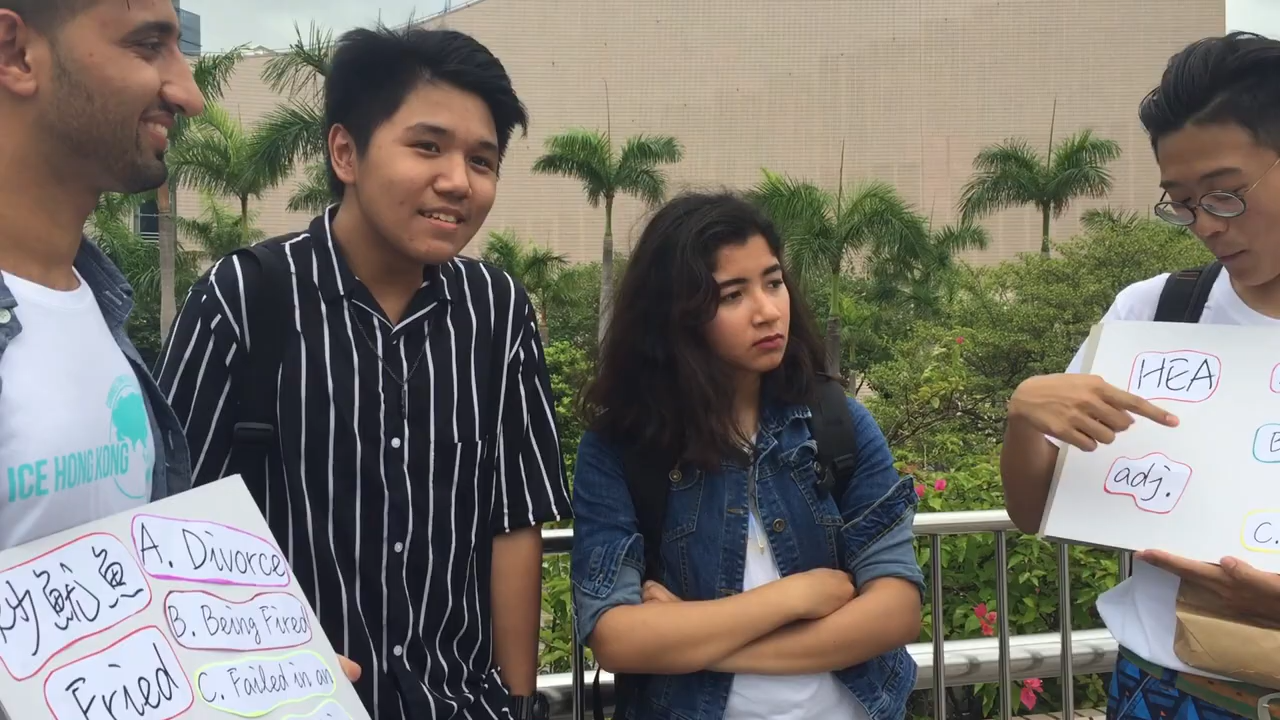 ICE HONG KONG
炒魷魚
Fried
A. Divorce
B. Being Fired
C. Failed in an
HEA
adj.
C.